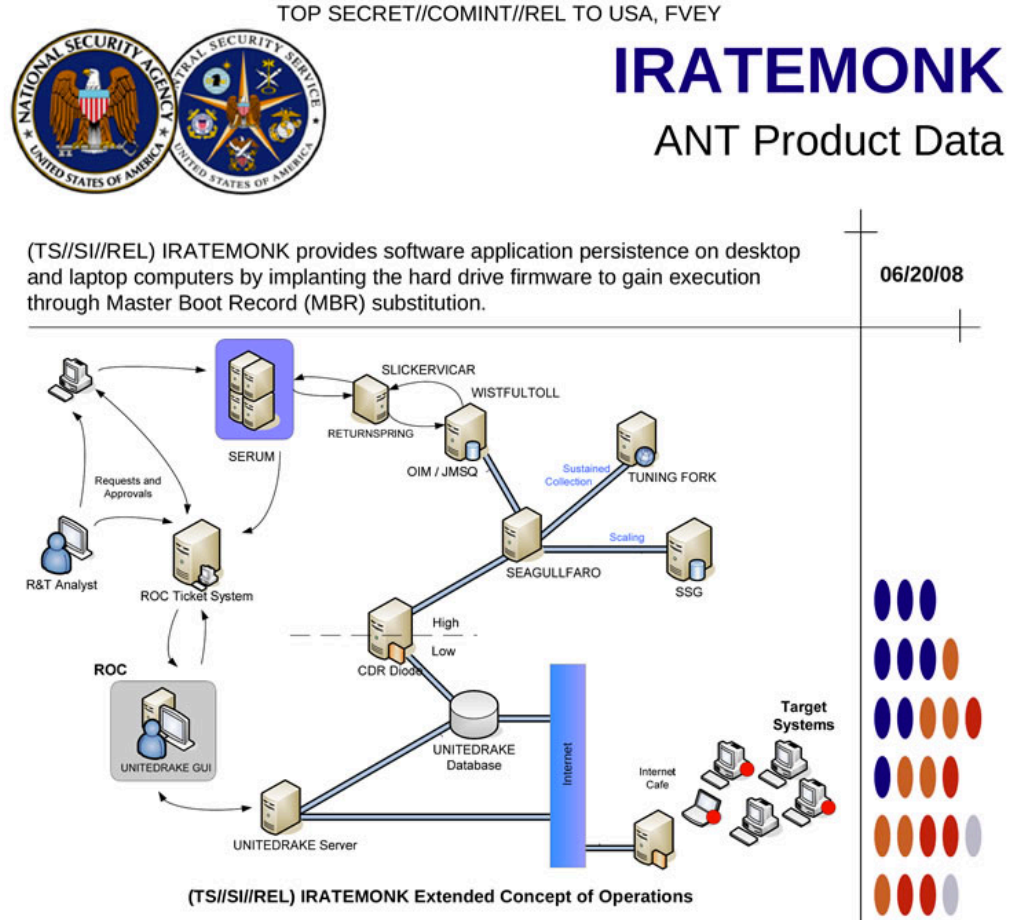 TOP SECRET//COMINT//REL TO USA, FVEY
NATIONAL SECURITY AGENCY
UNITED STATES OF AMERICA
CENTRAL SECURITY SERVICE
UNITED STATES OF AMERICA
IRATEMONK
ANT Product Data
(TS//SI//REL) IRATEMONK provides software application persistence on desktop
and laptop computers by implanting the hard drive firmware to gain execution
through Master Boot Record (MBR) substitution.
06/20/08
SLICKERVICAR
WISTFULTOLL
RETURNSPRING
SERUM
OIM / JMSQ
Sustained
Collection
TUNING FORK
Requests and
Approvals
Scaling
SEAGULLFARO
SSG
R&T Analyst
ROC Ticket System
High
Low
CDR Diode
ROC
UNITEDRAKE GUI
UNITEDRAKE
Database
Internet
Target
Systems
Internet
Cafe
UNITEDRAKE Server
(TS//SI//REL) IRATEMONK Extended Concept of Operations